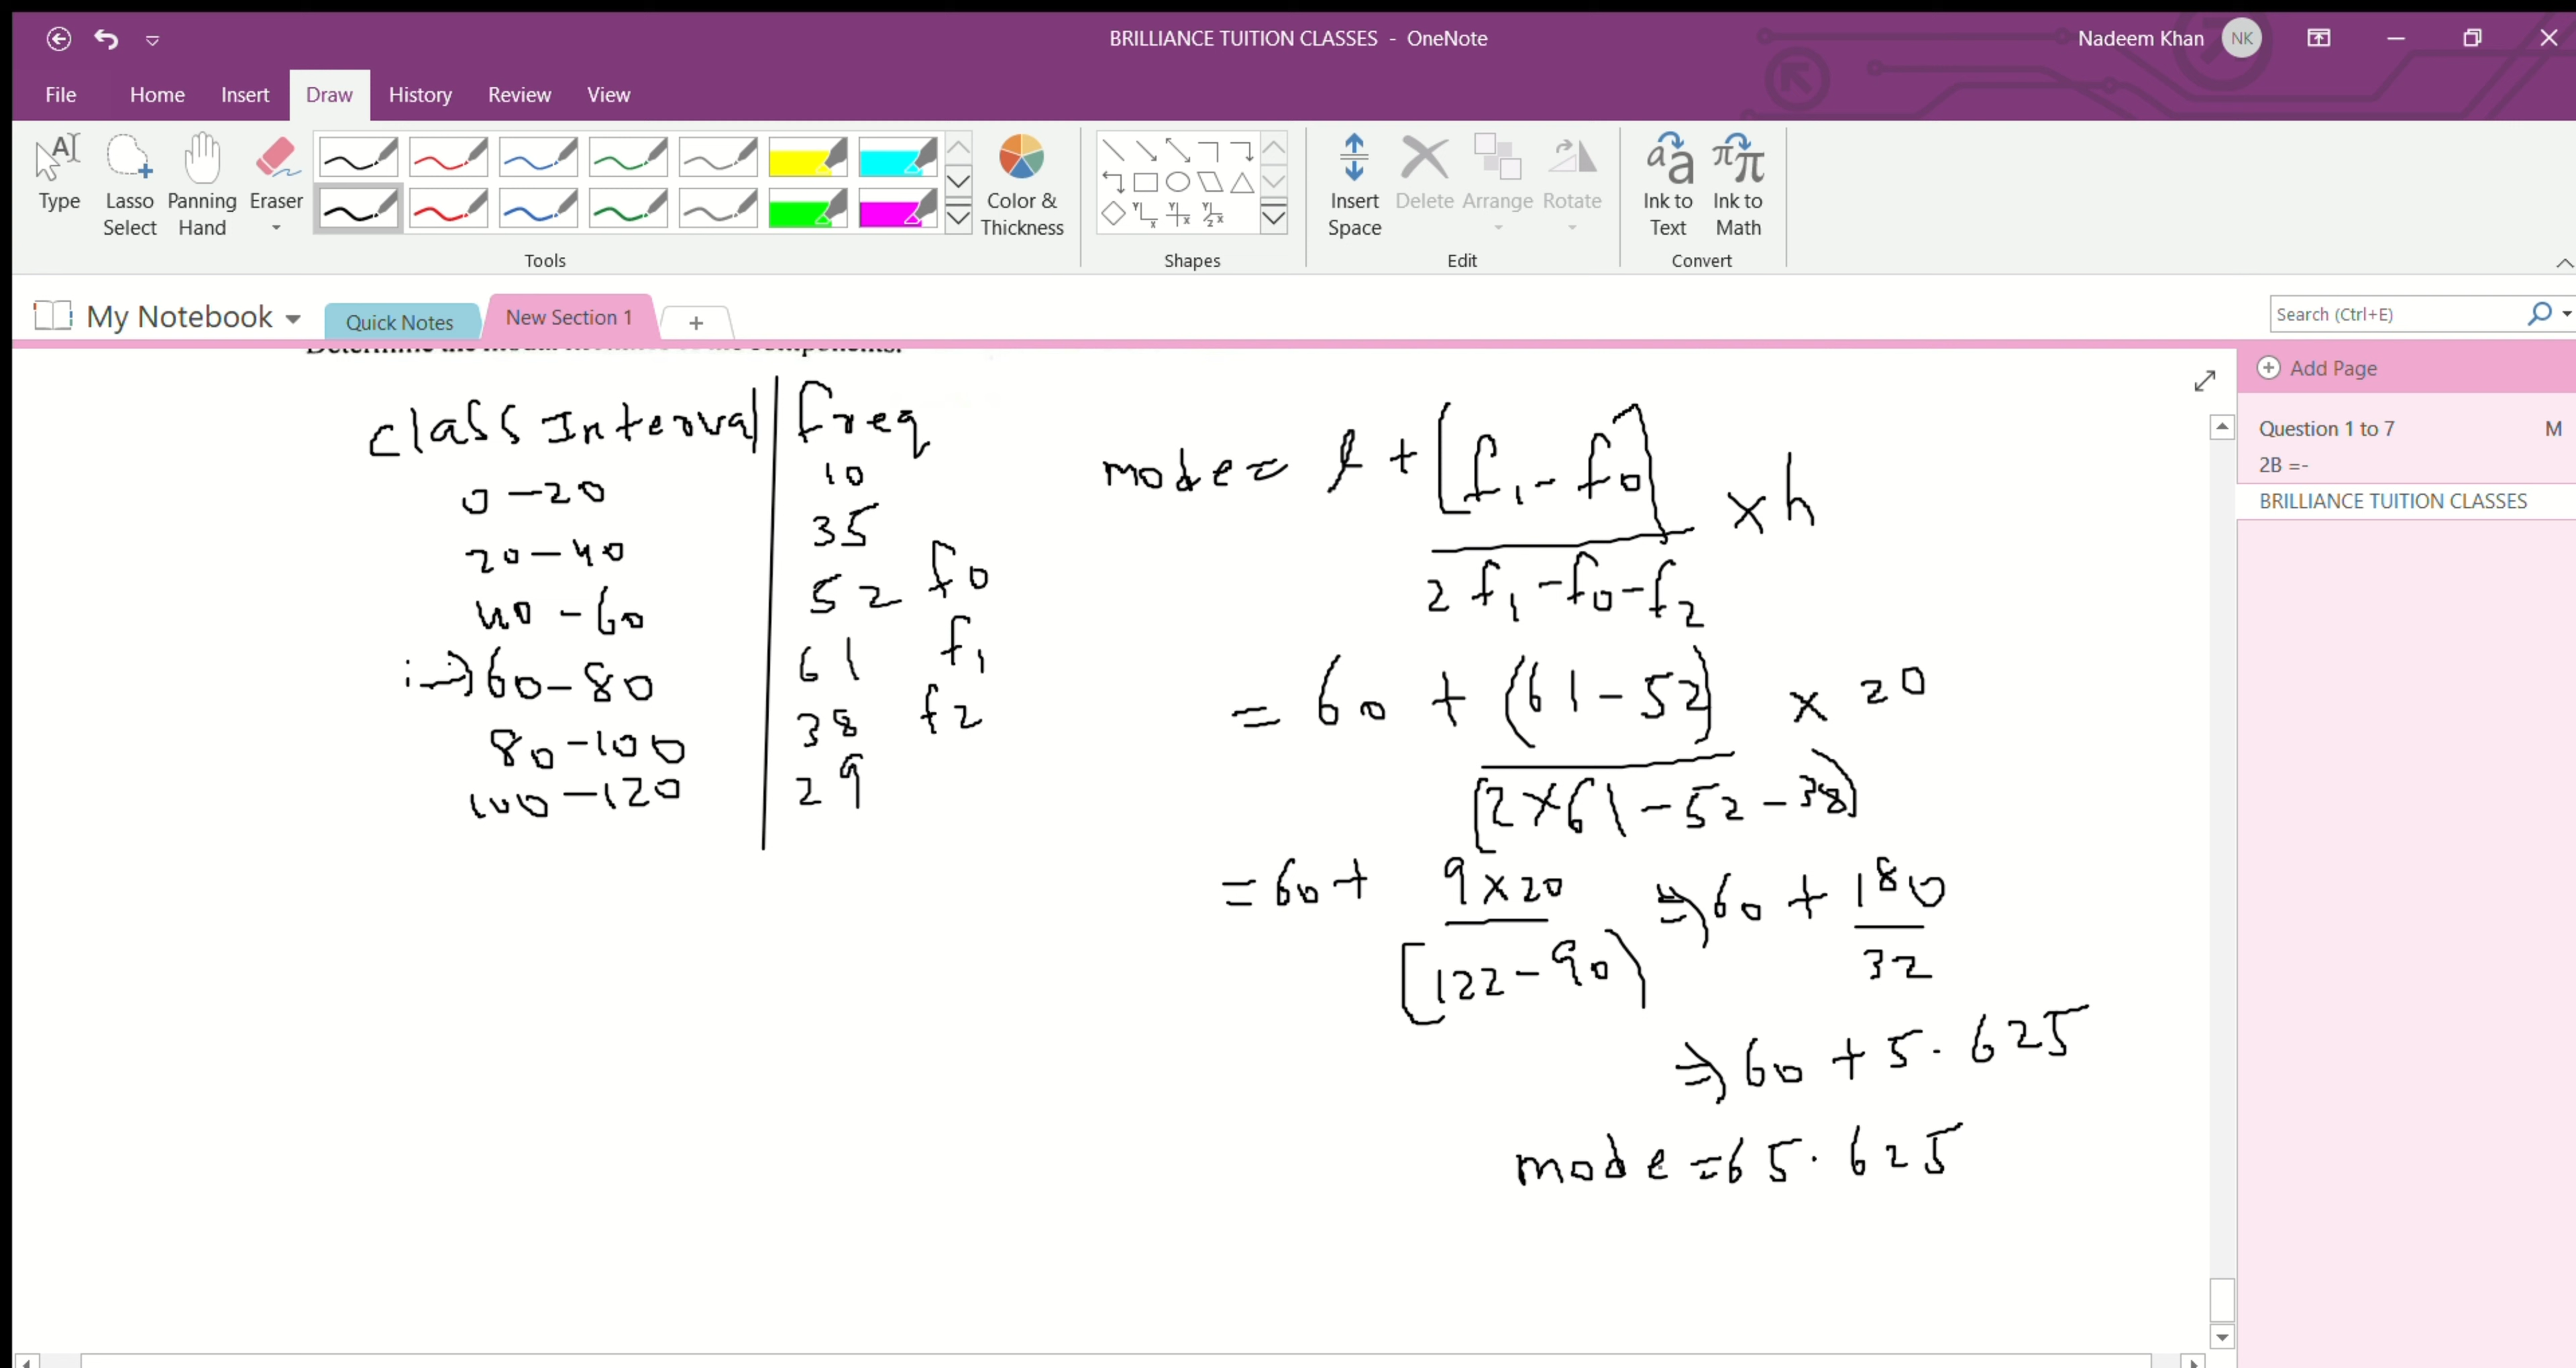 BRILLIANCE TUITION CLASSES - OneNote
Nadeem Khan NK
File Home Insert Draw History Review View
Type
Lasso Select
Panning Hand
Eraser
Color & Thickness
Insert Space
Delete
Arrange
Rotate
Ink to Text
Ink to Math
Tools
Shapes
Edit
Convert
My Notebook
Quick Notes
New Section 1
+
Search (Ctrl+E)
Add Page
Question 1 to 7 M
2B =-
BRILLIANCE TUITION CLASSES
class Interval | freq
0 - 20 10
20 - 40 35
40 - 60 52 f0
:→ 60 - 80 61 f1
80 - 100 38 f2
100 - 120 29
mode = l + [f1 - f0] × h
2f1 - f0 - f2
= 60 + (61 - 52) × 20
[2×61 - 52 - 38)
= 60 + 9 × 20 ⇒ 60 + 180
[122 - 90) 32
⇒ 60 + 5.625
mode = 65.625